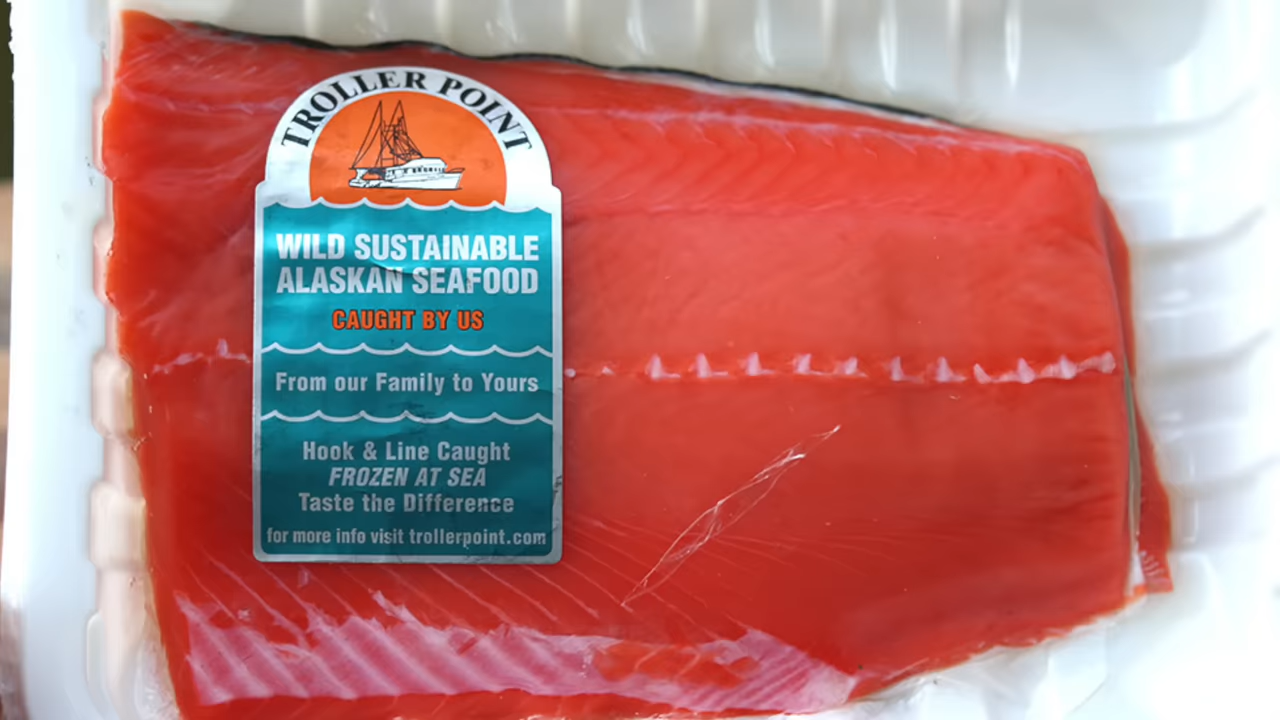 TROLLER POINT
WILD SUSTAINABLE
ALASKAN SEAFOOD
CAUGHT BY US
From our Family to Yours
Hook & Line Caught
FROZEN AT SEA
Taste the Difference
for more info visit trollerpoint.com